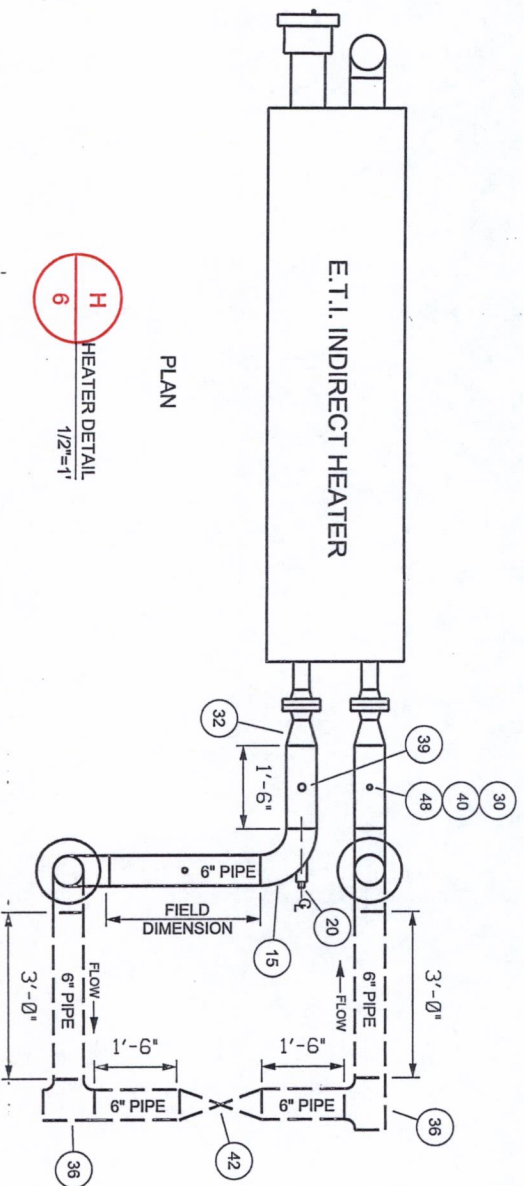 E.T.I. INDIRECT HEATER
PLAN
H
6
HEATER DETAIL
1/2"=1'
32
39
48
40
30
1'-6"
6" PIPE
20
15
FIELD
DIMENSION
3'-0"
6" PIPE
FLOW
3'-0"
6" PIPE
FLOW
1'-6"
6" PIPE
1'-6"
6" PIPE
42
36
36